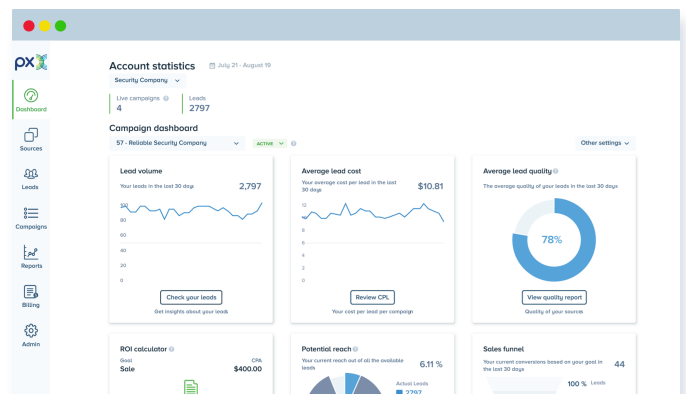 px
Account statistics
July 21 - August 19
Security Company
Live campaigns
4
Leads
2797
Campaign dashboard
57 - Reliable Security Company
ACTIVE
Other settings
Dashboard
Sources
Leads
Campaigns
Reports
Billing
Admin
Lead volume
Your leads in the last 30 days
2,797
100
80
60
40
20
0
Check your leads
Get insights about your leads
Average lead cost
Your average cost per lead in the last
30 days
$10.81
12
10
8
6
4
2
0
Review CPL
Your cost per lead per campaign
Average lead quality
The average quality of your leads in the last 30 days
78%
View quality report
Quality of your sources
ROI calculator
Goal
Sale
CPA
$400.00
Potential reach
Your current reach out of all the available
leads
6.11 %
Actual Leads
2797
Sales funnel
Your current conversions based on your goal in
the last 30 days
44
100 % Leads